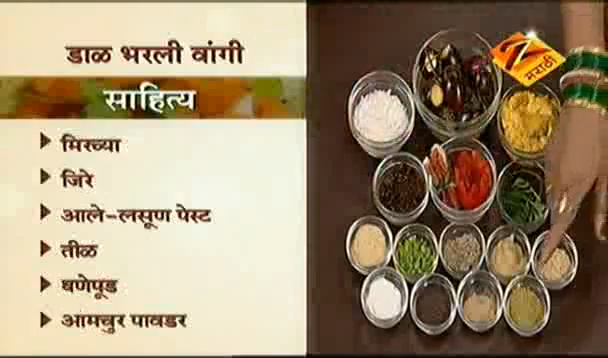 डाळ भरली वांगी
साहित्य
मिरच्या
जिरे
आले-लसूण पेस्ट
तीळ
धणेपूड
आमचुर पावडर
मराठी